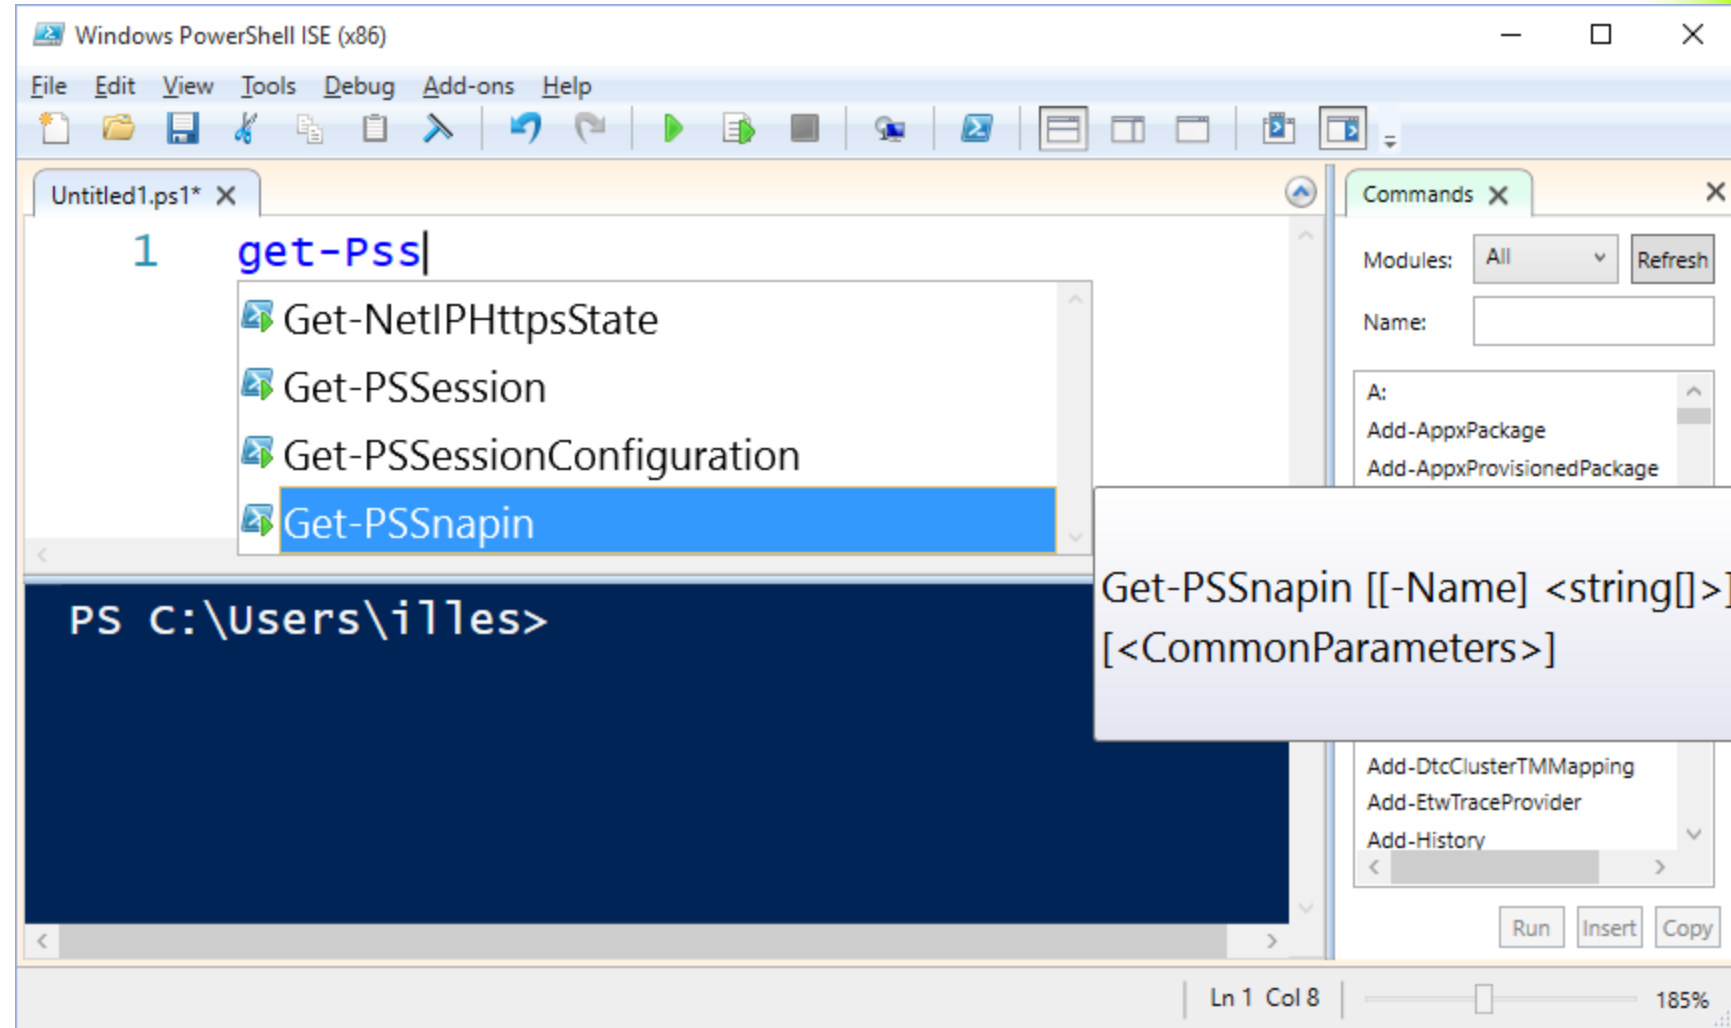 Windows PowerShell ISE (x86)
File Edit View Tools Debug Add-ons Help
Untitled1.ps1*
1 get-Pss
Get-NetIPHttpsState
Get-PSSession
Get-PSSessionConfiguration
Get-PSSnapin
Get-PSSnapin [[-Name] <string[]>]
[<CommonParameters>]
PS C:\Users\illes>
Commands
Modules: All Refresh
Name:
A:
Add-AppxPackage
Add-AppxProvisionedPackage
Add-DtcClusterTMMapping
Add-EtwTraceProvider
Add-History
Run Insert Copy
Ln 1 Col 8 185%